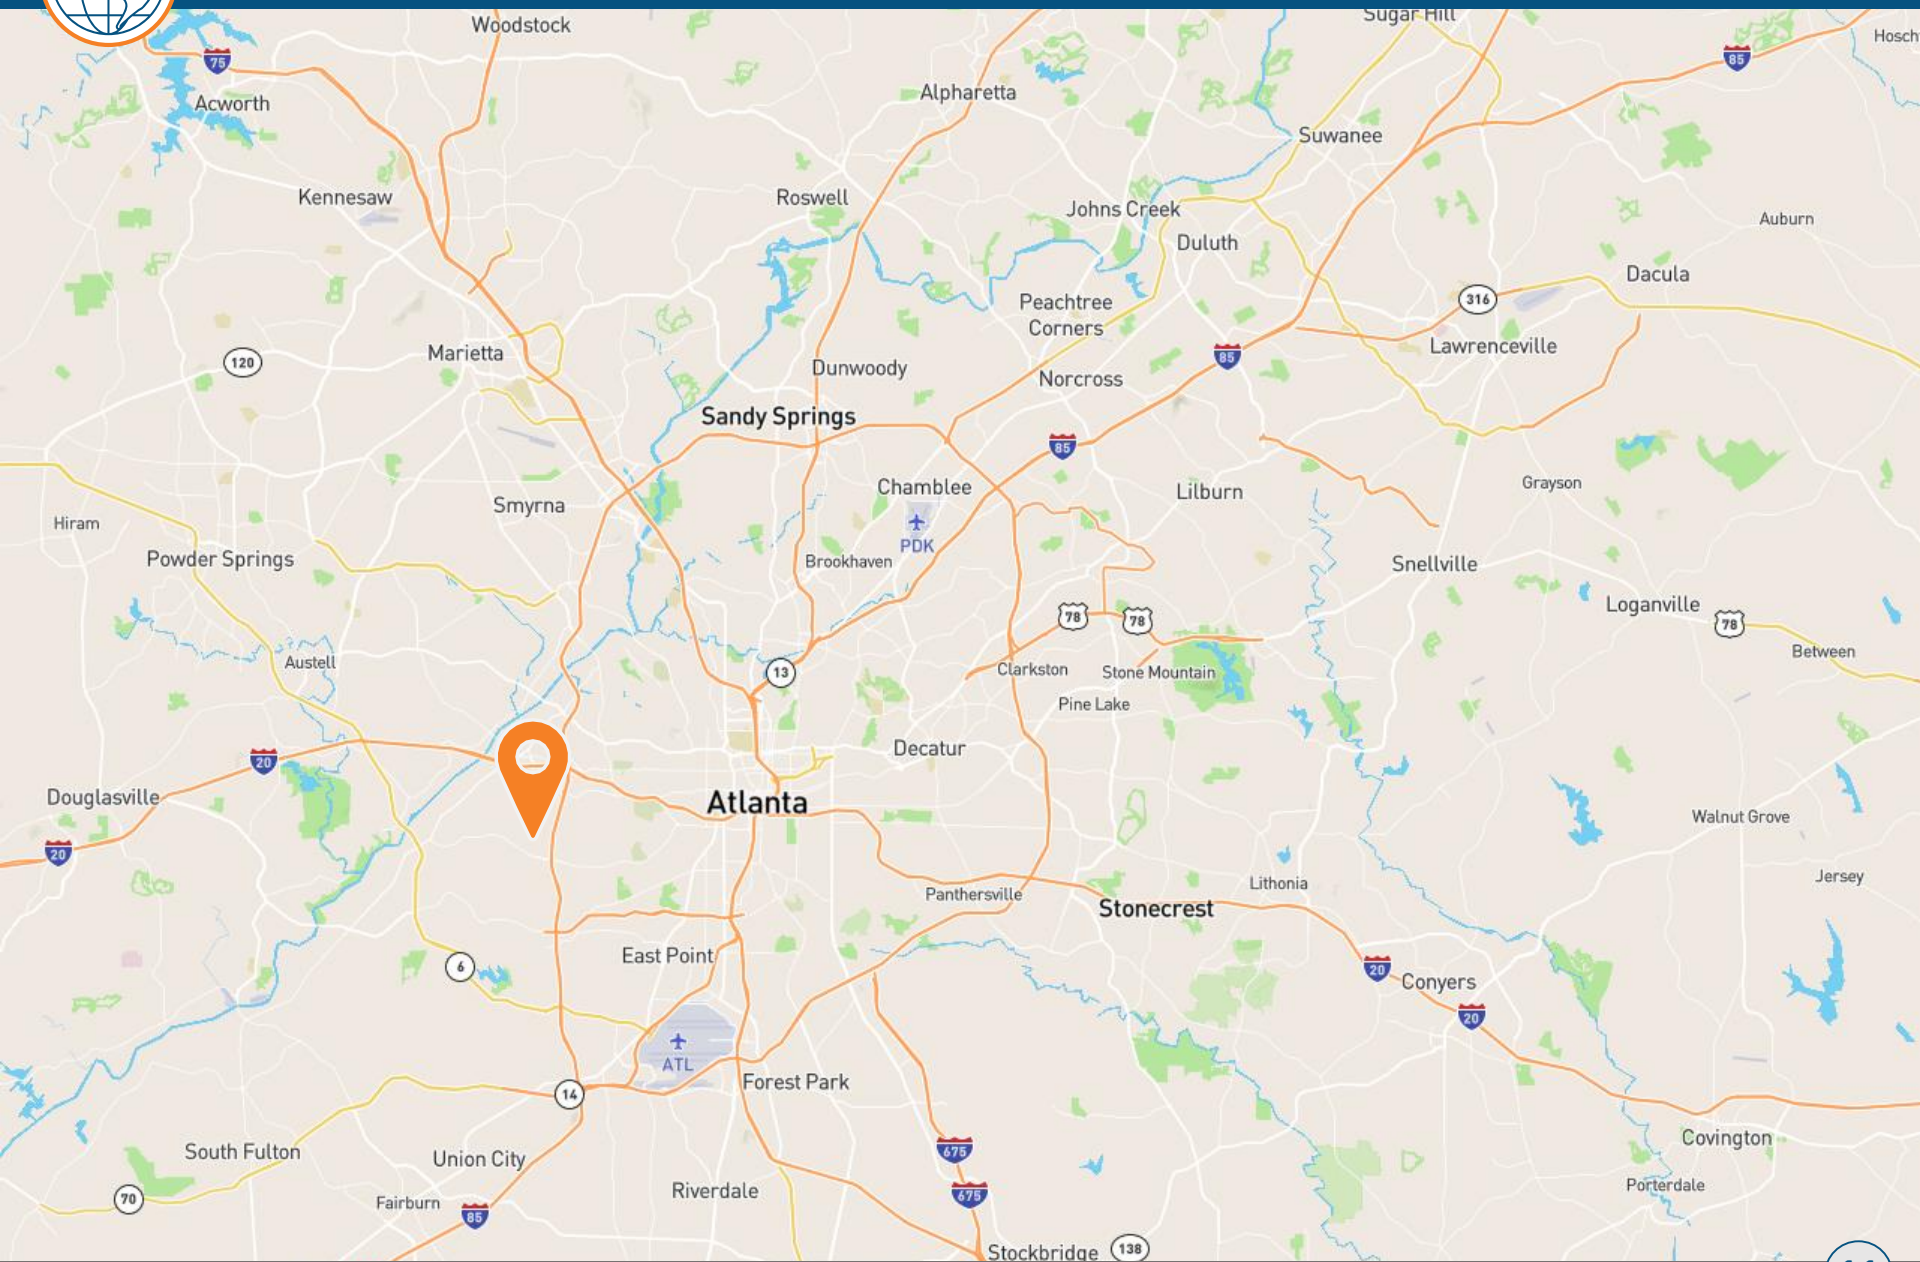 Woodstock
Sugar Hill
Hosch
75
85
Acworth
Alpharetta
Suwanee
Kennesaw
Roswell
Johns Creek
Auburn
Duluth
Dacula
Peachtree
Corners
316
Lawrenceville
120
Marietta
Dunwoody
85
Norcross
Sandy Springs
85
Chamblee
Lilburn
Grayson
Smyrna
Hiram
PDK
Powder Springs
Brookhaven
Snellville
Loganville
78
78
78
Between
Austell
13
Clarkston
Stone Mountain
Pine Lake
Decatur
20
Douglasville
Atlanta
Walnut Grove
20
Jersey
Panthersville
Lithonia
Stonecrest
East Point
6
20
Conyers
20
ATL
Forest Park
14
Covington
South Fulton
Union City
675
Riverdale
675
Porterdale
70
Fairburn
85
Stockbridge
138